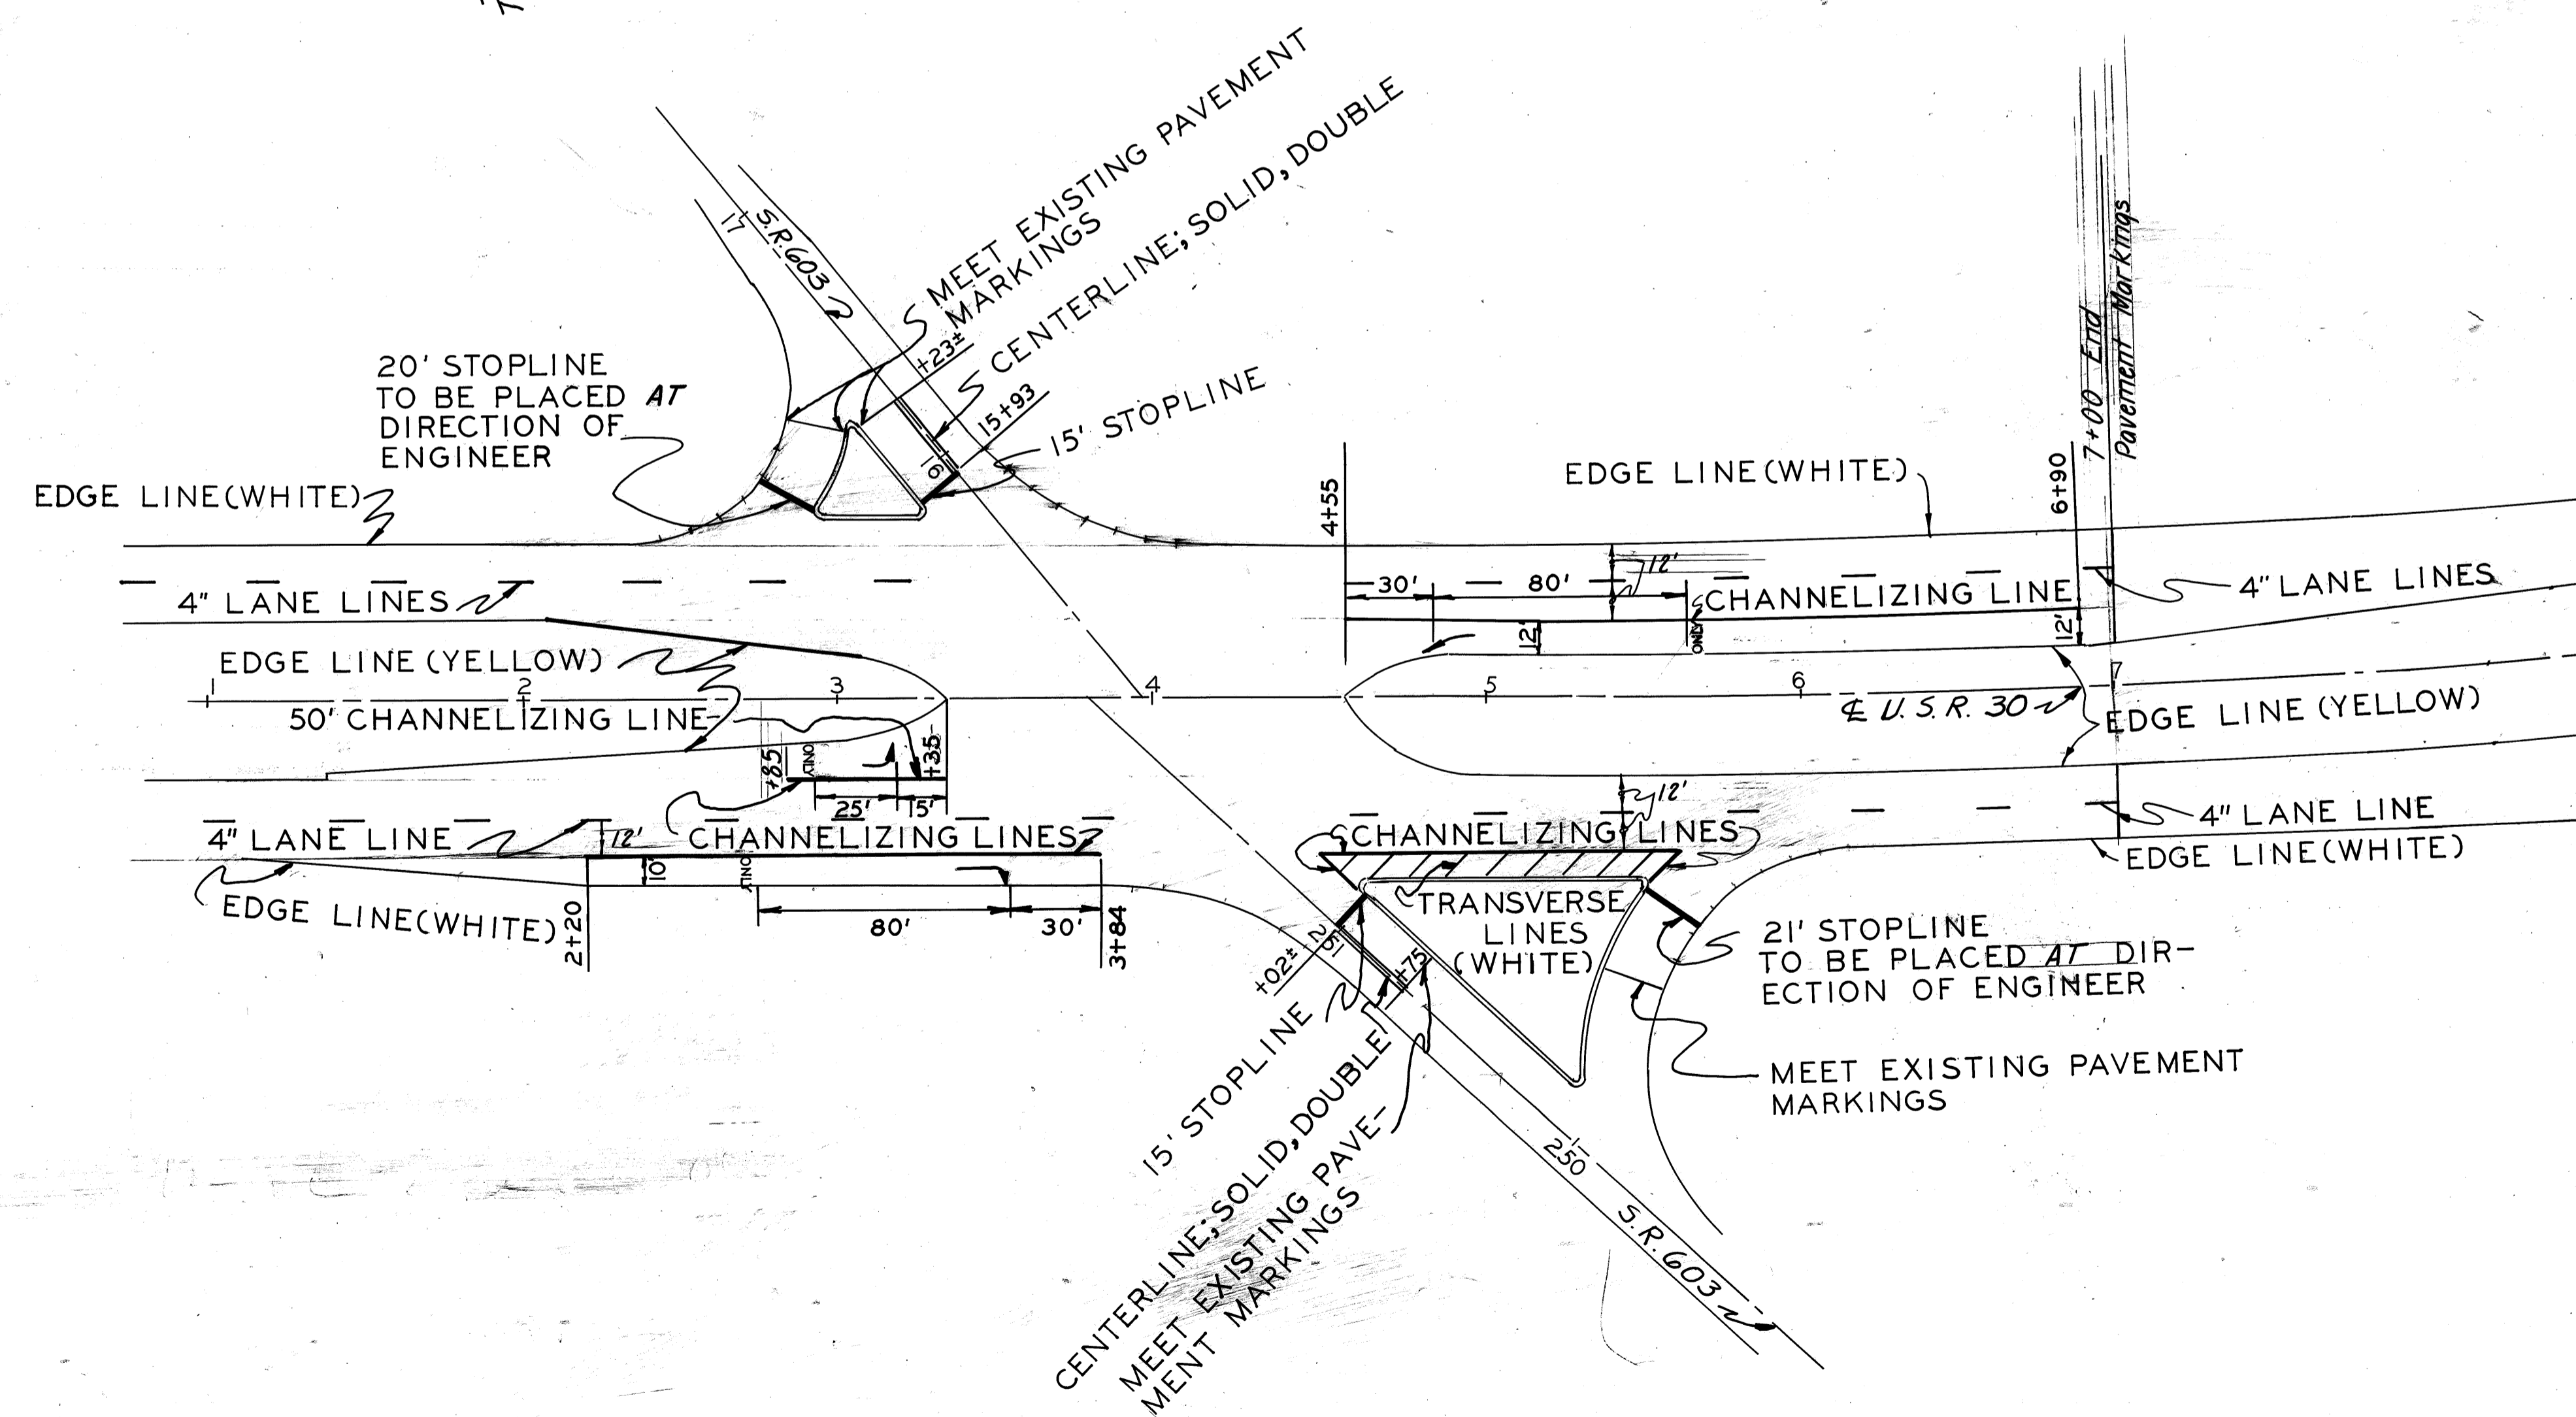 MEET EXISTING PAVEMENT
MARKINGS
CENTERLINE; SOLID, DOUBLE
17
S.R. 603
+23±
15+93
16
15' STOPLINE
20' STOPLINE
TO BE PLACED AT
DIRECTION OF
ENGINEER
EDGE LINE (WHITE)
4" LANE LINES
EDGE LINE (YELLOW)
1
2
3
4
5
6
7
50' CHANNELIZING LINE
+85
ONLY
+35
25'
15'
4" LANE LINE
12'
CHANNELIZING LINES
10'
ONLY
EDGE LINE (WHITE)
2+20
80'
30'
3+84
4+55
30'
80'
12'
CHANNELIZING LINE
ONLY
12'
12'
EDGE LINE (WHITE)
6+90
7+00 End
Pavement Markings
4" LANE LINES
℄ U.S.R. 30
EDGE LINE (YELLOW)
12'
4" LANE LINE
EDGE LINE (WHITE)
CHANNELIZING LINES
TRANSVERSE
LINES
(WHITE)
251
+02±
+75
21' STOPLINE
TO BE PLACED AT DIR-
ECTION OF ENGINEER
MEET EXISTING PAVEMENT
MARKINGS
15' STOPLINE
CENTERLINE; SOLID, DOUBLE
MEET EXISTING PAVE-
MENT MARKINGS
250
S.R. 603